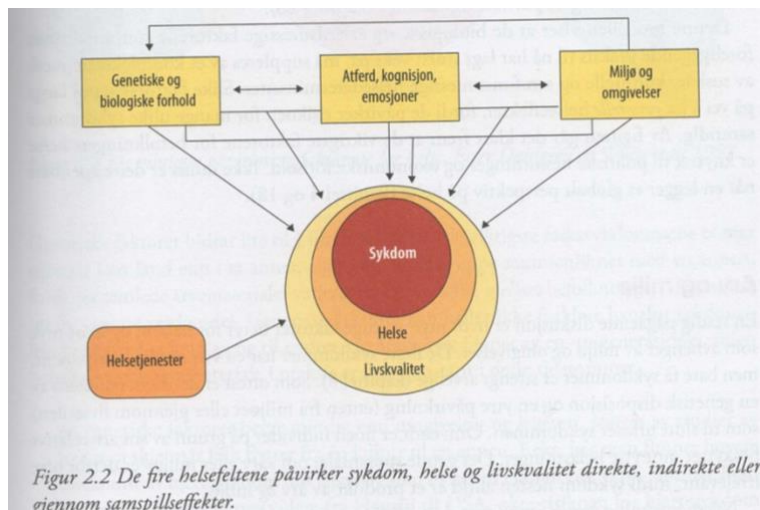 Genetiske og
biologiske forhold
Atferd, kognisjon,
emosjoner
Miljø og
omgivelser
Sykdom
Helse
Livskvalitet
Helsetjenester
Figur 2.2 De fire helsefeltene påvirker sykdom, helse og livskvalitet direkte, indirekte eller
gjennom samspillseffekter.